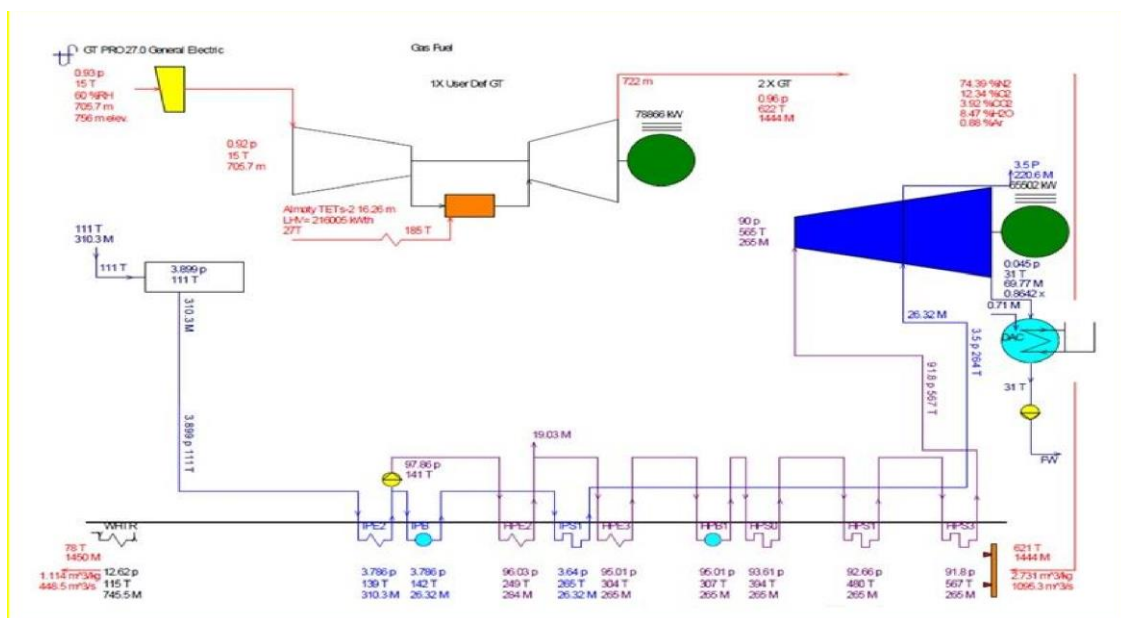 GT PRO 27.0 General Electric
Gas Fuel
0.93 p
15 T
60 %RH
705.7 m
756 m elev.
1X User Def GT
722 m
2 X GT
0.96 p
622 T
1444 M
74.39 %N2
12.34 %O2
3.92 %CO2
8.47 %H2O
0.88 %Ar
78866 kW
0.92 p
15 T
705.7 m
3.5 P
220.6 M
65502 kW
Almaty TETs-2 16.26 m
LHV= 216005 kWth
27T
185 T
90 p
565 T
265 M
111 T
310.3 M
111 T
3.899 p
111 T
0.045 p
31 T
69.77 M
0.8642 x
0.71 M
26.32 M
DAC
310.3 M
3.5 p 264 T
91.8 p 567 T
31 T
3.899 p 111 T
19.03 M
97.86 p
141 T
FW
WHTR
IPE2
IPB
HPE2
IPS1
HPE3
HPB1
HPS0
HPS1
HPS3
78 T
1450 M
1.114 m^3/kg
448.5 m^3/s
12.62 p
115 T
745.5 M
3.786 p
139 T
310.3 M
3.786 p
142 T
26.32 M
96.03 p
249 T
284 M
3.64 p
265 T
26.32 M
95.01 p
304 T
265 M
95.01 p
307 T
265 M
93.61 p
394 T
265 M
92.66 p
480 T
265 M
91.8 p
567 T
265 M
621 T
1444 M
2.731 m^3/kg
1095.3 m^3/s